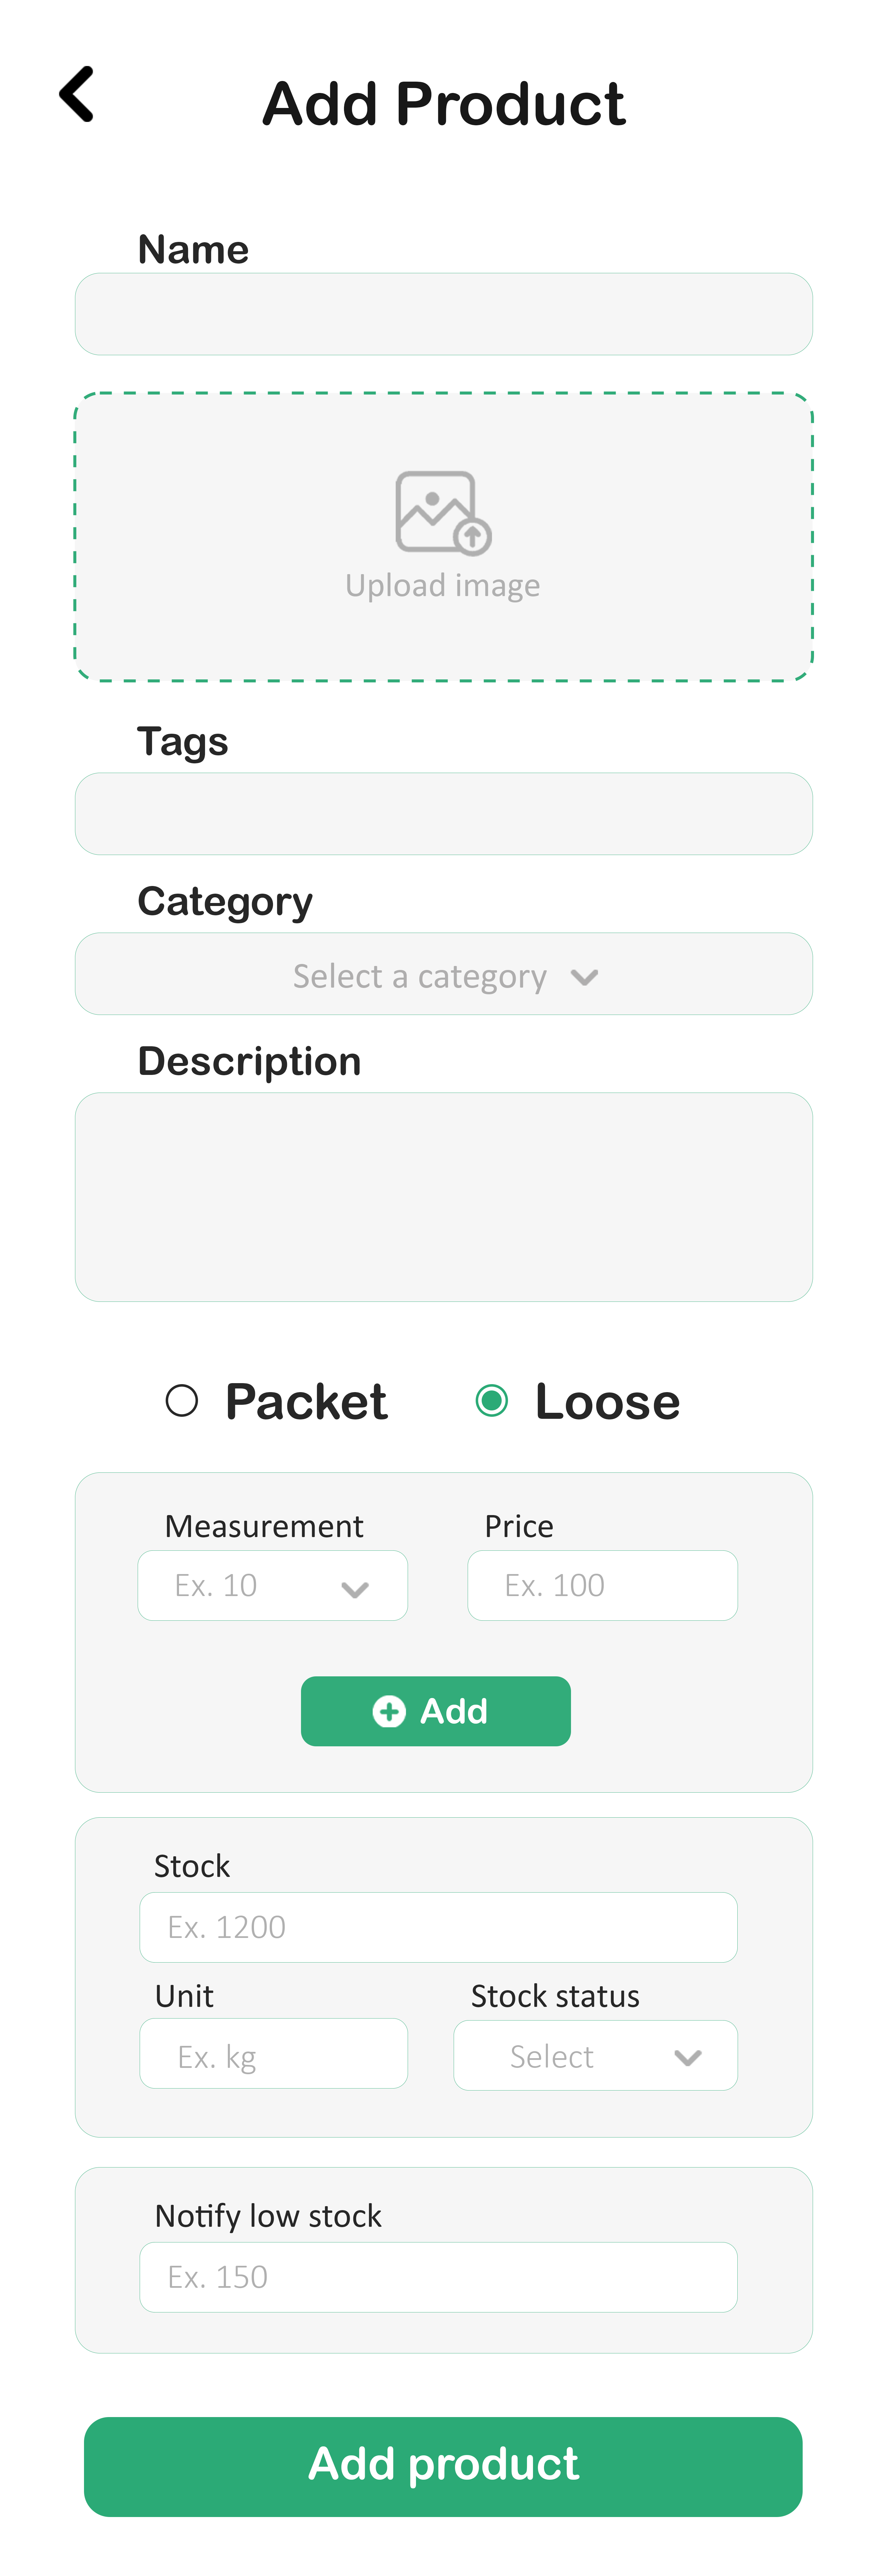 Add Product
Name
Upload image
Tags
Category
Select a category
Description
Packet Loose
Measurement Price
Ex. 10 Ex. 100
Add
Stock
Ex. 1200
Unit Stock status
Ex. kg Select
Notify low stock
Ex. 150
Add product